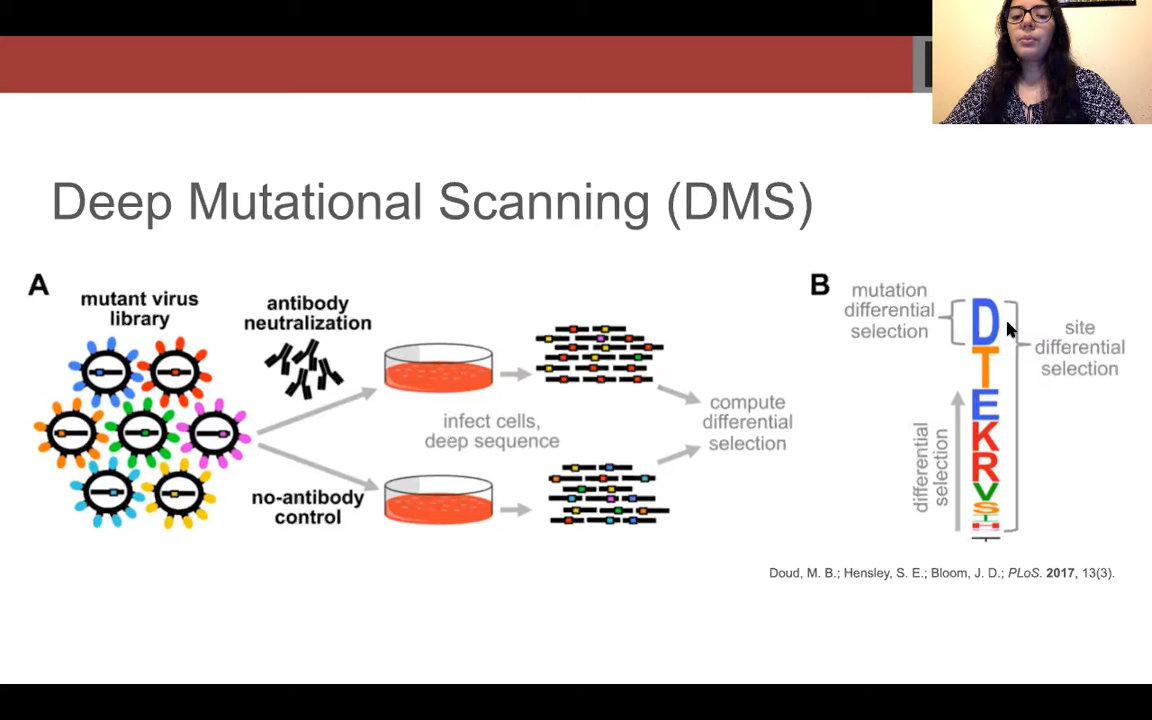 Deep Mutational Scanning (DMS)
A
mutant virus
library
antibody
neutralization
infect cells,
deep sequence
no-antibody
control
compute
differential
selection
B
mutation
differential
selection
differential
selection
D
T
E
K
R
V
S
I
site
differential
selection
Doud, M. B.; Hensley, S. E.; Bloom, J. D.; PLoS. 2017, 13(3).